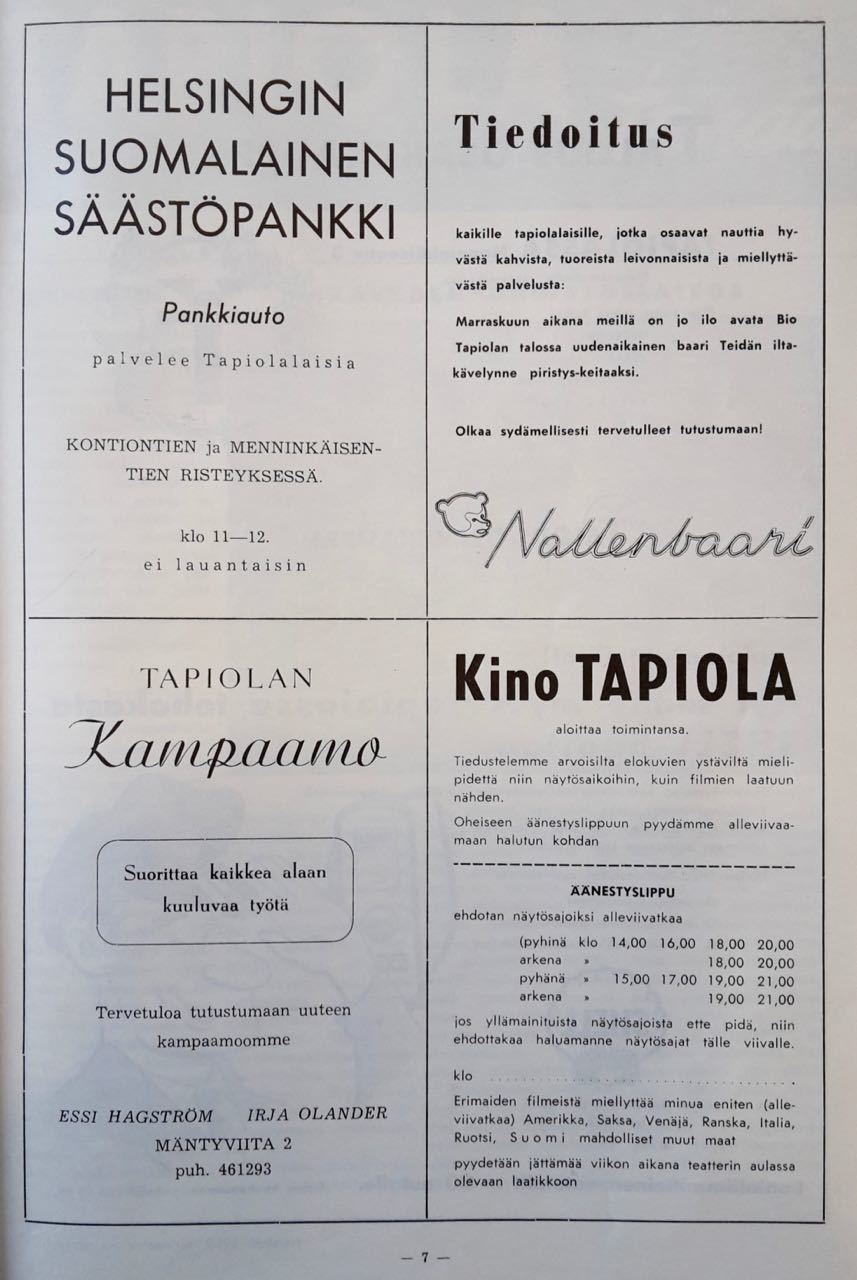 HELSINGIN
SUOMALAINEN
SÄÄSTÖPANKKI
Pankkiauto
palvelee Tapiolalaisia
KONTIONTIEN ja MENNINKÄISEN-
TIEN RISTEYKSESSÄ.
klo 11—12.
ei lauantaisin
Tiedoitus
kaikille tapiolalaisille, jotka osaavat nauttia hy-
västä kahvista, tuoreista leivonnaisista ja miellyttä-
västä palvelusta:
Marraskuun aikana meillä on jo ilo avata Bio
Tapiolan talossa uudenaikainen baari Teidän ilta-
kävelynne piristys-keitaaksi.
Olkaa sydämellisesti tervetulleet tutustumaan!
Nallenbaari
TAPIOLAN
Kampaamo
Suorittaa kaikkea alaan
kuuluvaa työtä
Tervetuloa tutustumaan uuteen
kampaamoomme
ESSI HAGSTRÖM IRJA OLANDER
MÄNTYVIITA 2
puh. 461293
Kino TAPIOLA
aloittaa toimintansa.
Tiedustelemme arvoisilta elokuvien ystäviltä mieli-
pidettä niin näytösaikoihin, kuin filmien laatuun
nähden.
Oheiseen äänestyslippuun pyydämme alleviivaa-
maan halutun kohdan
ÄÄNESTYSLIPPU
ehdotan näytösajoiksi alleviivatkaa
(pyhinä klo 14,00 16,00 18,00 20,00
arkena » 18,00 20,00
pyhänä » 15,00 17,00 19,00 21,00
arkena » 19,00 21,00
jos yllämainituista näytösajoista ette pidä, niin
ehdottakaa haluamanne näytösajat tälle viivalle.
klo ........................................
Erimaiden filmeistä miellyttää minua eniten (alle-
viivatkaa) Amerikka, Saksa, Venäjä, Ranska, Italia,
Ruotsi, Suomi mahdolliset muut maat
pyydetään jättämää viikon aikana teatterin aulassa
olevaan laatikkoon
— 7 —